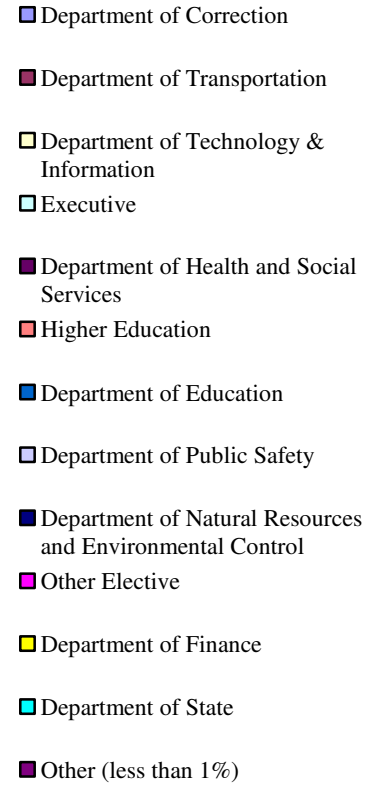 Department of Correction
Department of Transportation
Department of Technology &
Information
Executive
Department of Health and Social
Services
Higher Education
Department of Education
Department of Public Safety
Department of Natural Resources
and Environmental Control
Other Elective
Department of Finance
Department of State
Other (less than 1%)